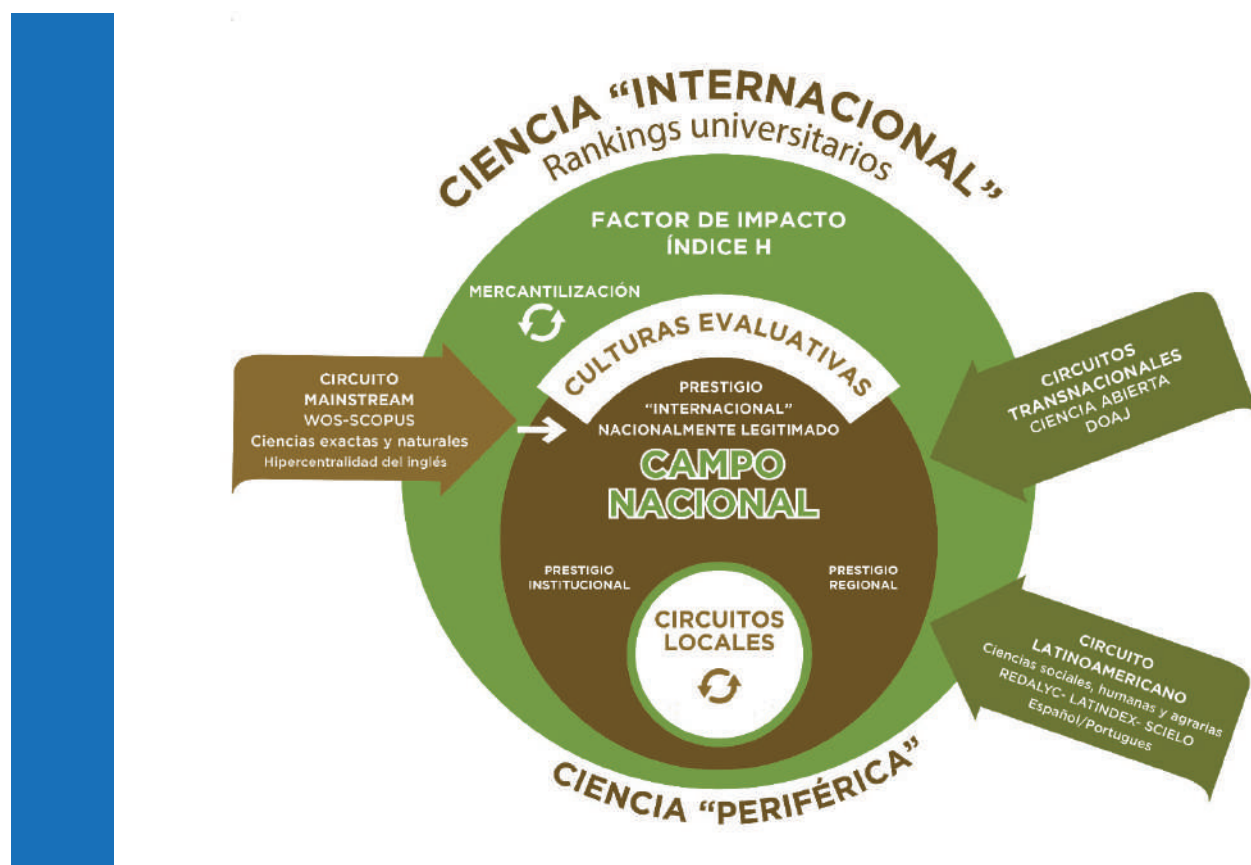 CIENCIA “INTERNACIONAL”
Rankings universitarios
FACTOR DE IMPACTO
ÍNDICE H
MERCANTILIZACIÓN
CULTURAS EVALUATIVAS
CIRCUITO
MAINSTREAM
WOS-SCOPUS
Ciencias exactas y naturales
Hipercentralidad del inglés
PRESTIGIO
“INTERNACIONAL”
NACIONALMENTE LEGITIMADO
CAMPO
NACIONAL
CIRCUITOS
TRANSNACIONALES
CIENCIA ABIERTA
DOAJ
PRESTIGIO
INSTITUCIONAL
PRESTIGIO
REGIONAL
CIRCUITOS
LOCALES
CIRCUITO
LATINOAMERICANO
Ciencias sociales, humanas y agrarias
REDALYC- LATINDEX- SCIELO
Español/Portugues
CIENCIA “PERIFÉRICA”